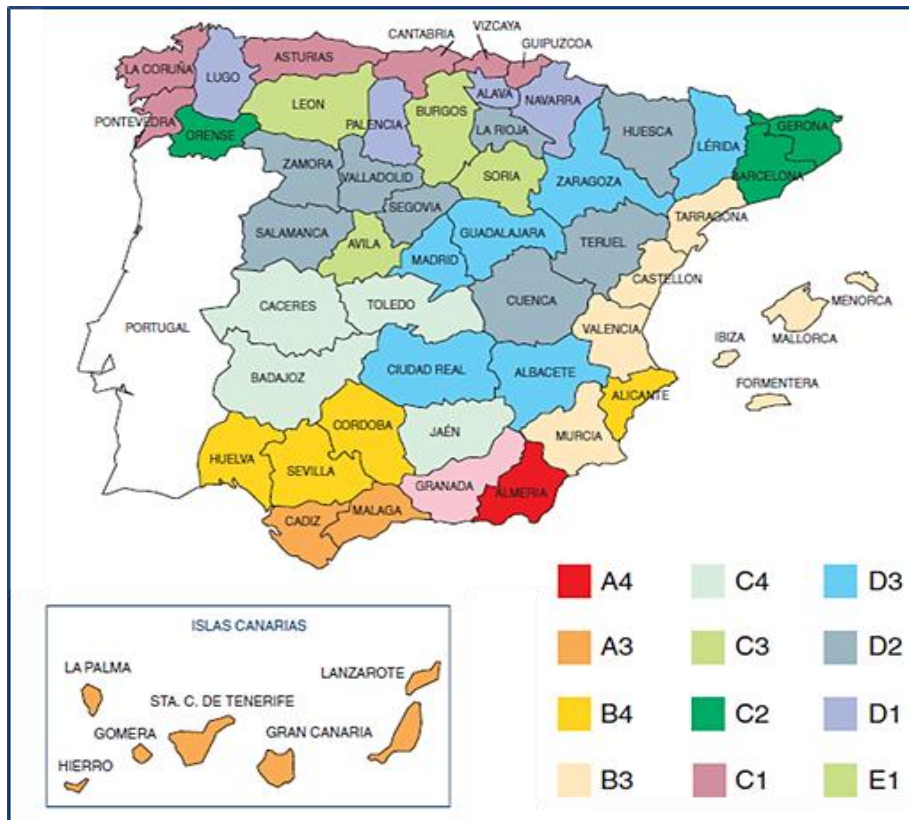 CANTABRIA
VIZCAYA
GUIPUZCOA
ASTURIAS
LA CORUÑA
LUGO
ALAVA
NAVARRA
LEON
BURGOS
PONTEVEDRA
PALENCIA
LA RIOJA
HUESCA
LÉRIDA
GERONA
ORENSE
ZAMORA
VALLADOLID
SORIA
ZARAGOZA
BARCELONA
SEGOVIA
TARRAGONA
SALAMANCA
AVILA
MADRID
GUADALAJARA
TERUEL
CASTELLON
MENORCA
CACERES
TOLEDO
CUENCA
PORTUGAL
VALENCIA
IBIZA
MALLORCA
CIUDAD REAL
ALBACETE
BADAJOZ
FORMENTERA
ALICANTE
CORDOBA
JAÉN
MURCIA
HUELVA
SEVILLA
GRANADA
ALMERIA
CADIZ
MALAGA
A4
C4
D3
A3
C3
D2
B4
C2
D1
B3
C1
E1
ISLAS CANARIAS
LA PALMA
LANZAROTE
STA. C. DE TENERIFE
GOMERA
GRAN CANARIA
HIERRO